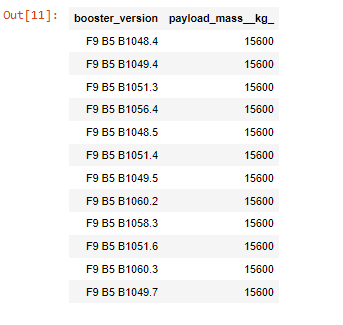 Out[11]:
booster_version payload_mass__kg_
F9 B5 B1048.4 15600
F9 B5 B1049.4 15600
F9 B5 B1051.3 15600
F9 B5 B1056.4 15600
F9 B5 B1048.5 15600
F9 B5 B1051.4 15600
F9 B5 B1049.5 15600
F9 B5 B1060.2 15600
F9 B5 B1058.3 15600
F9 B5 B1051.6 15600
F9 B5 B1060.3 15600
F9 B5 B1049.7 15600